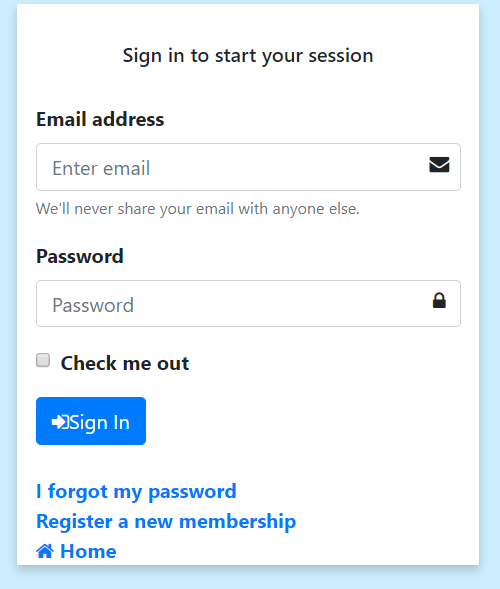 Sign in to start your session
Email address
Enter email
We'll never share your email with anyone else.
Password
Password
Check me out
Sign In
I forgot my password
Register a new membership
Home